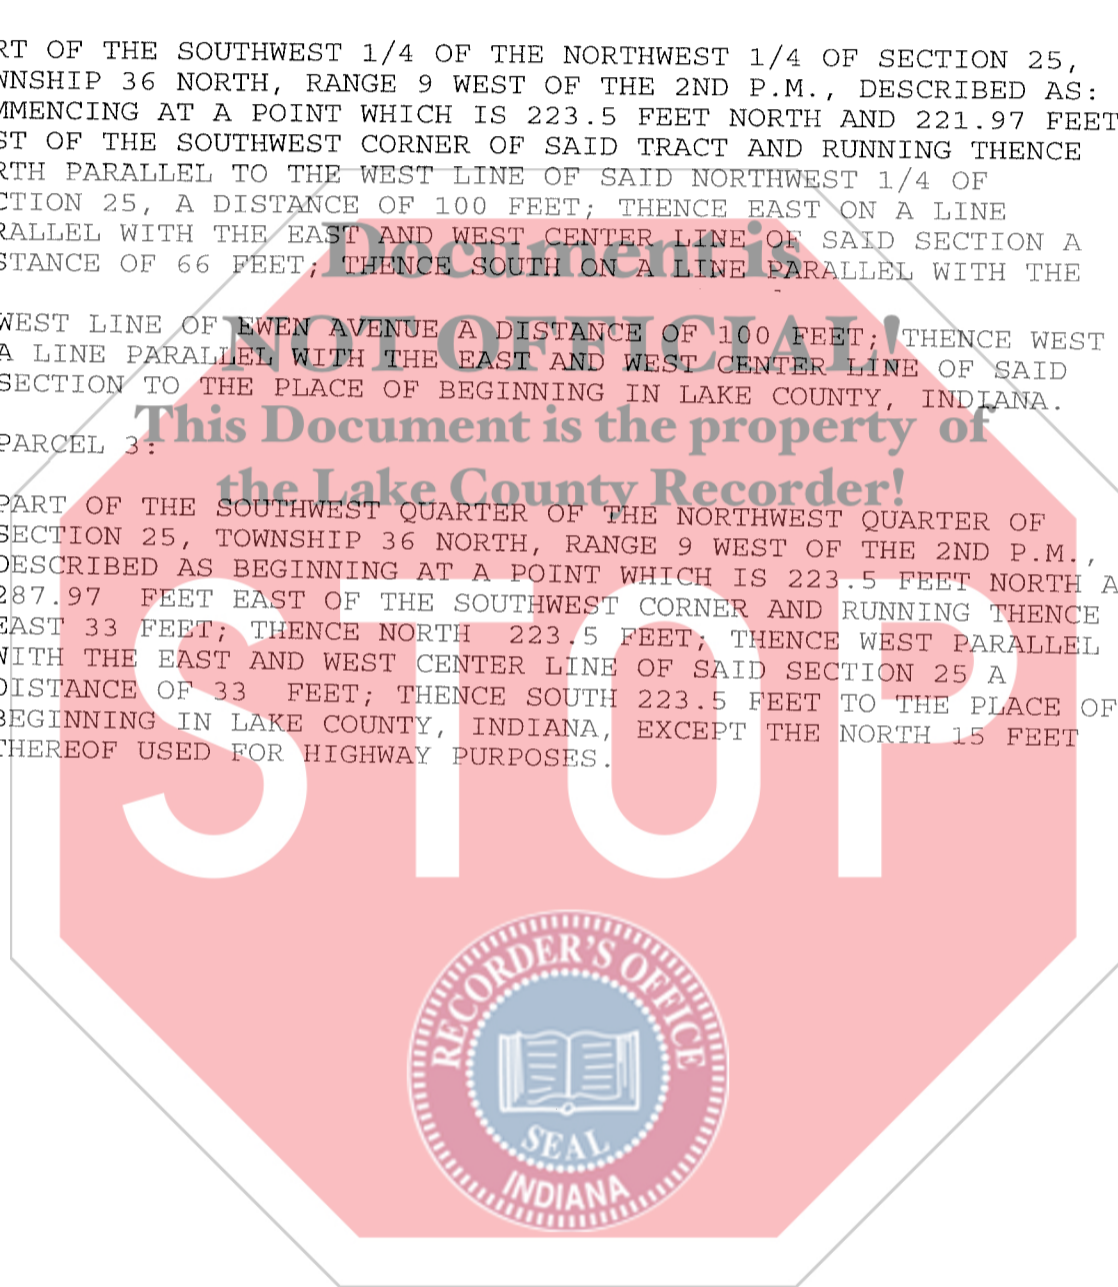 RT OF THE SOUTHWEST 1/4 OF THE NORTHWEST 1/4 OF SECTION 25,
WNSHIP 36 NORTH, RANGE 9 WEST OF THE 2ND P.M., DESCRIBED AS:
MMENCING AT A POINT WHICH IS 223.5 FEET NORTH AND 221.97 FEET
ST OF THE SOUTHWEST CORNER OF SAID TRACT AND RUNNING THENCE
RTH PARALLEL TO THE WEST LINE OF SAID NORTHWEST 1/4 OF
CTION 25, A DISTANCE OF 100 FEET; THENCE EAST ON A LINE
RALLEL WITH THE EAST AND WEST CENTER LINE OF SAID SECTION A
STANCE OF 66 FEET; THENCE SOUTH ON A LINE PARALLEL WITH THE
Document is
WEST LINE OF EWEN AVENUE A DISTANCE OF 100 FEET; THENCE WEST
NOT OFFICIAL!
A LINE PARALLEL WITH THE EAST AND WEST CENTER LINE OF SAID
SECTION TO THE PLACE OF BEGINNING IN LAKE COUNTY, INDIANA.
This Document is the property of
PARCEL 3:
the Lake County Recorder!
PART OF THE SOUTHWEST QUARTER OF THE NORTHWEST QUARTER OF
SECTION 25, TOWNSHIP 36 NORTH, RANGE 9 WEST OF THE 2ND P.M.,
DESCRIBED AS BEGINNING AT A POINT WHICH IS 223.5 FEET NORTH A
287.97 FEET EAST OF THE SOUTHWEST CORNER AND RUNNING THENCE
EAST 33 FEET; THENCE NORTH 223.5 FEET; THENCE WEST PARALLEL
WITH THE EAST AND WEST CENTER LINE OF SAID SECTION 25 A
DISTANCE OF 33 FEET; THENCE SOUTH 223.5 FEET TO THE PLACE OF
BEGINNING IN LAKE COUNTY, INDIANA, EXCEPT THE NORTH 15 FEET
THEREOF USED FOR HIGHWAY PURPOSES.
STOP
RECORDER'S OFFICE
SEAL
INDIANA